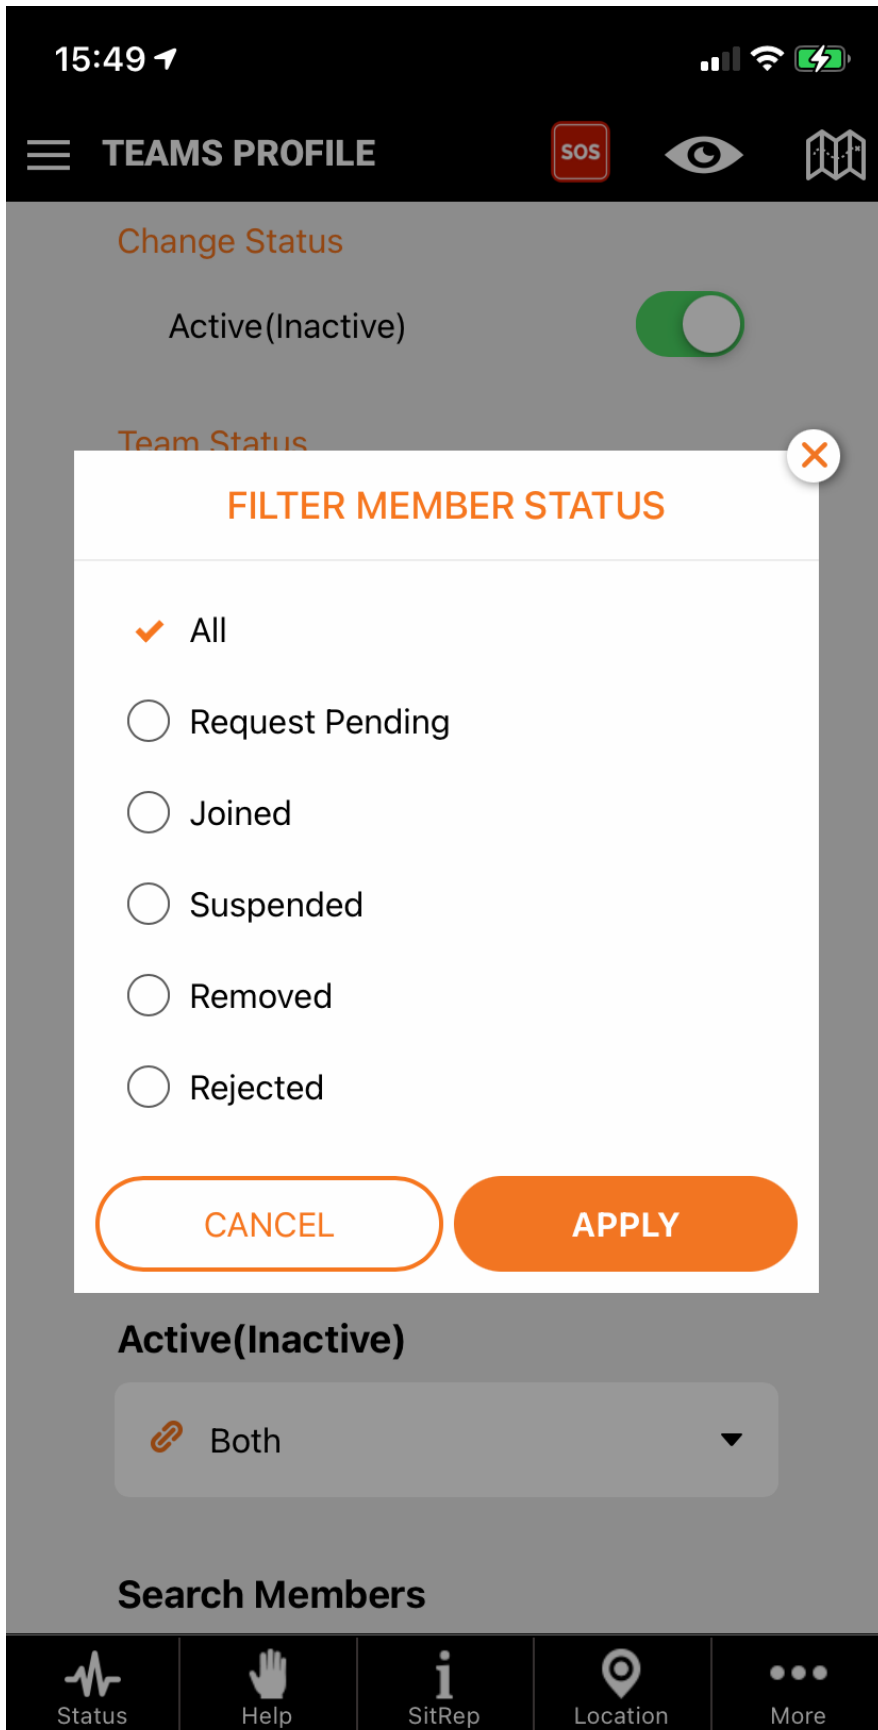 15:49
TEAMS PROFILE
SOS
Change Status
Active(Inactive)
Team Status
FILTER MEMBER STATUS
All
Request Pending
Joined
Suspended
Removed
Rejected
CANCEL
APPLY
Active(Inactive)
Both
Search Members
Status
Help
SitRep
Location
More